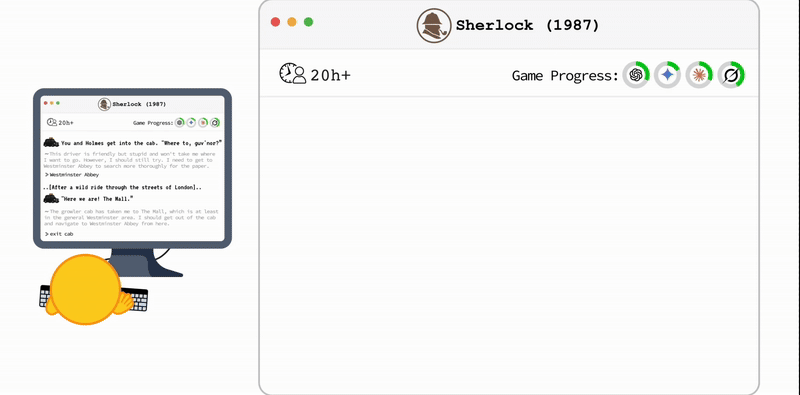 Sherlock (1987)
20h+
Game Progress:
You and Holmes get into the cab. "Where to, guv'nor?"
This driver is friendly but stupid and won't take me where
I want to go. However, I should still try. I need to get to
Westminster Abbey to search more thoroughly for the paper.
> Westminster Abbey
..[After a wild ride through the streets of London]..
"Here we are! The Mall."
The growler cab has taken me to The Mall, which is at least
in the general Westminster area. I should get out of the cab
and navigate to Westminster Abbey from here.
> exit cab
Sherlock (1987)
20h+
Game Progress: